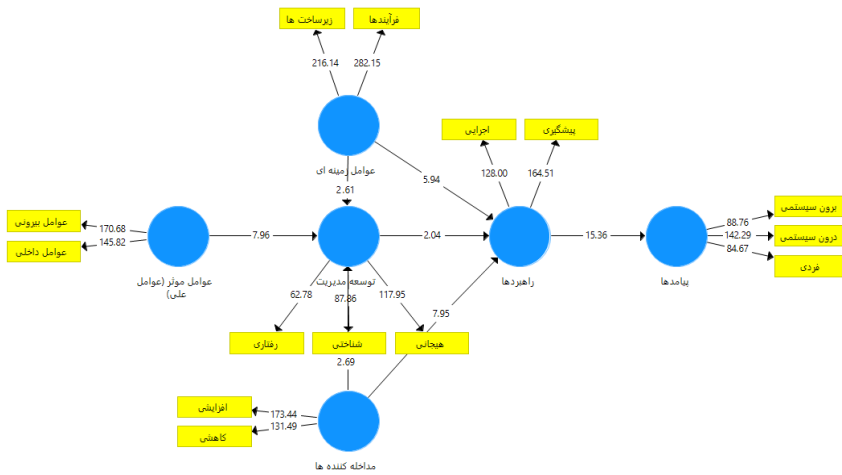 زیرساخت ها
فرآیندها
216.14
282.15
اجرایی
پیشگیری
عوامل زمینه ای
128.00
164.51
5.94
2.61
عوامل بیرونی
170.68
برون سیستمی
88.76
7.96
2.04
15.36
142.29
درون سیستمی
عوامل داخلی
145.82
84.67
فردی
عوامل موثر (عوامل
علی)
توسعه مدیریت
راهبردها
پیامدها
62.78
87.86
117.95
7.95
رفتاری
شناختی
هیجانی
2.69
افزایشی
173.44
کاهشی
131.49
مداخله کننده ها